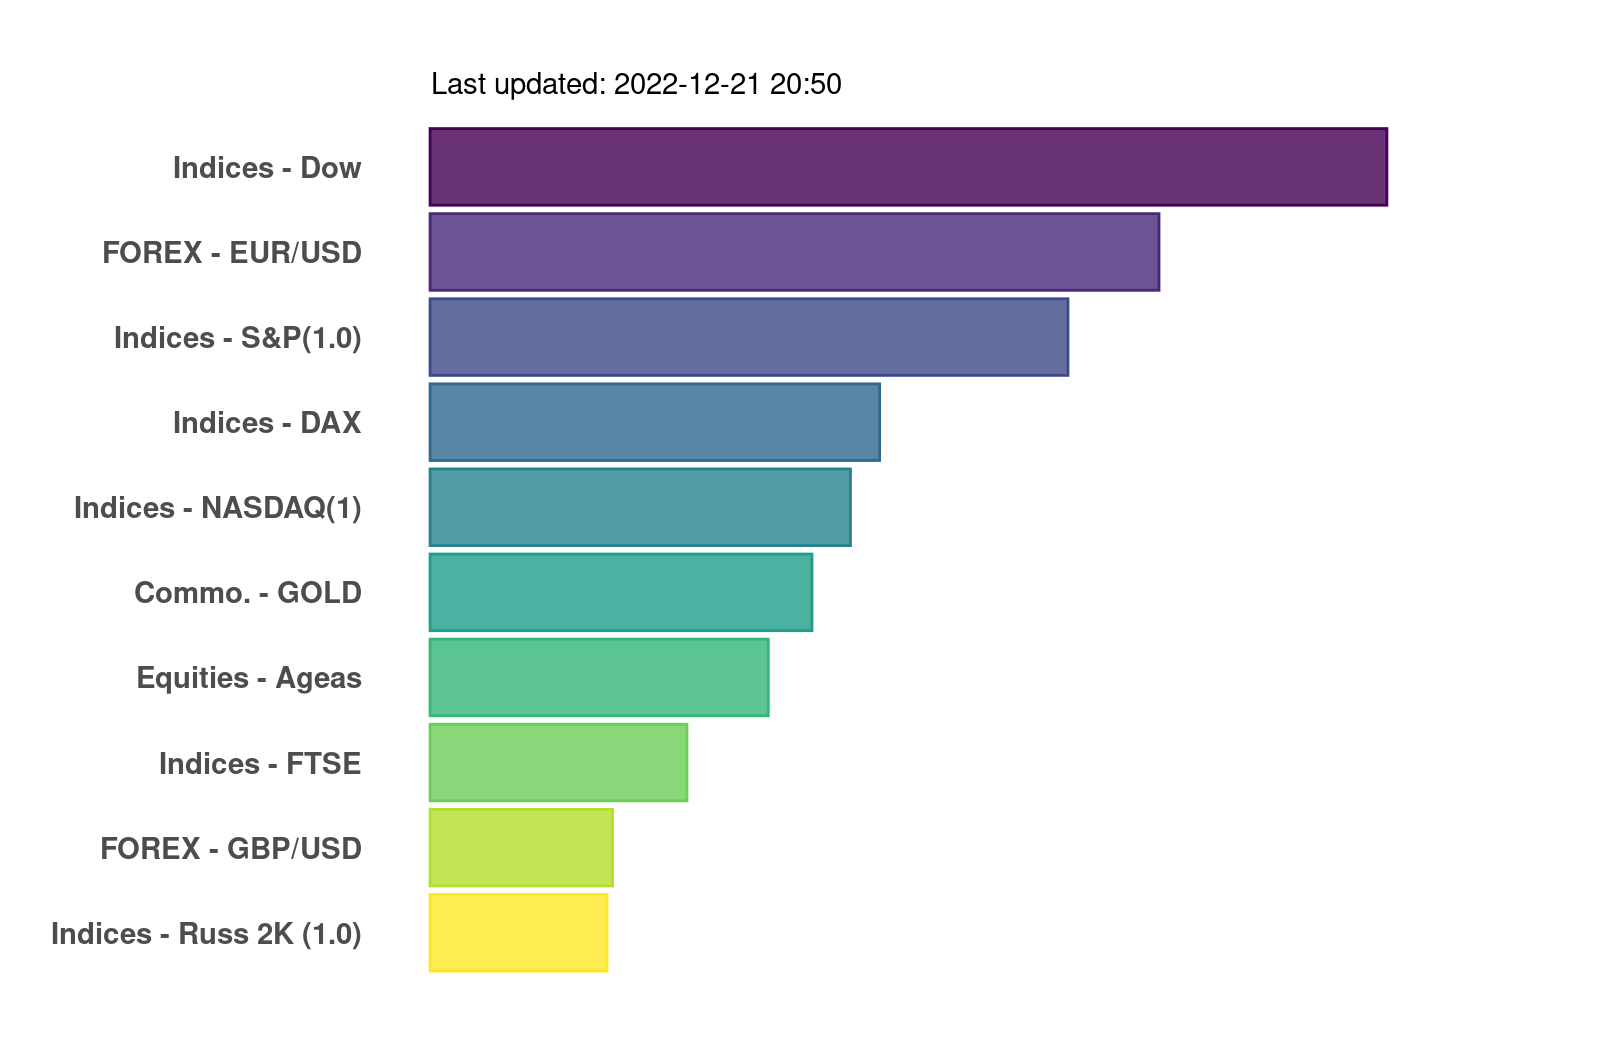 Last updated: 2022-12-21 20:50
Indices - Dow
FOREX - EUR/USD
Indices - S&P(1.0)
Indices - DAX
Indices - NASDAQ(1)
Commo. - GOLD
Equities - Ageas
Indices - FTSE
FOREX - GBP/USD
Indices - Russ 2K (1.0)